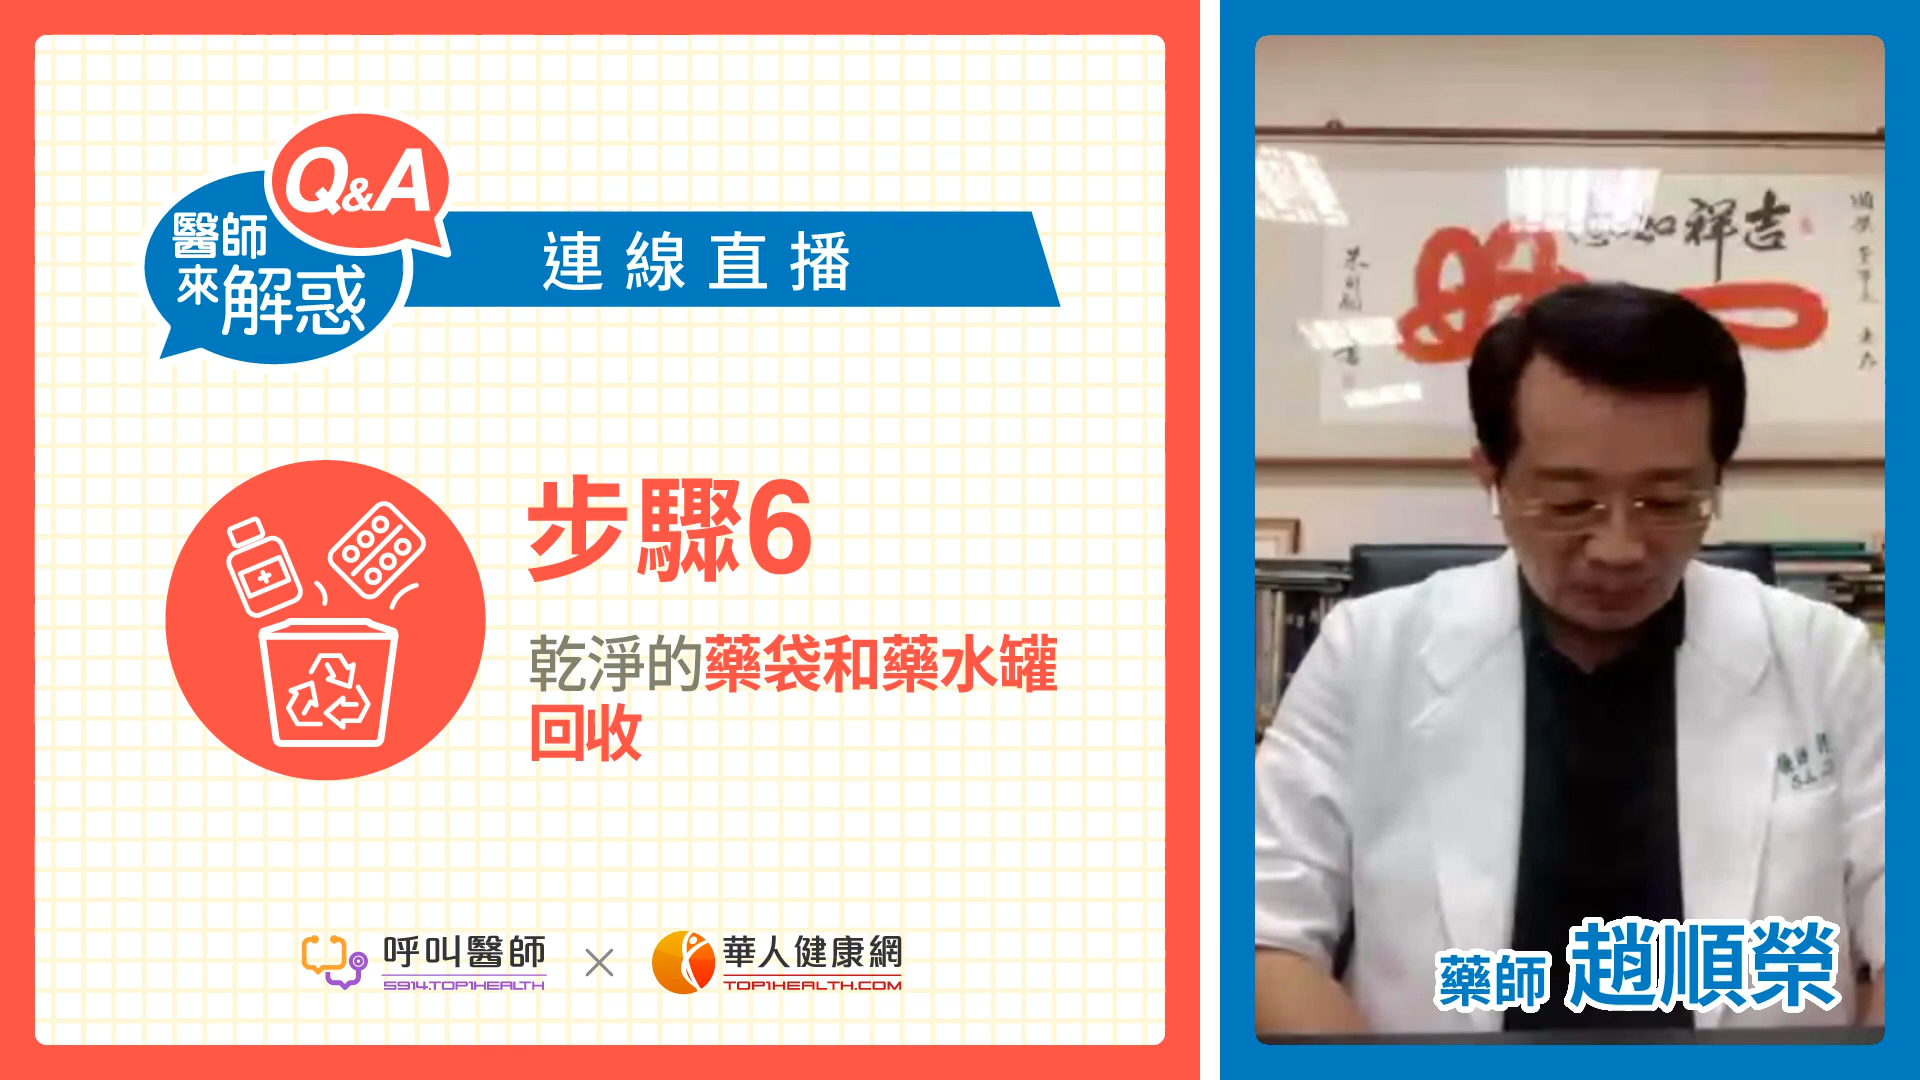 Q&A
醫師
來解惑
連線直播
步驟6
乾淨的藥袋和藥水罐
回收
呼叫醫師
5914.TOP1HEALTH
×
華人健康網
TOP1HEALTH.COM
吉祥如意
藥師 趙順榮